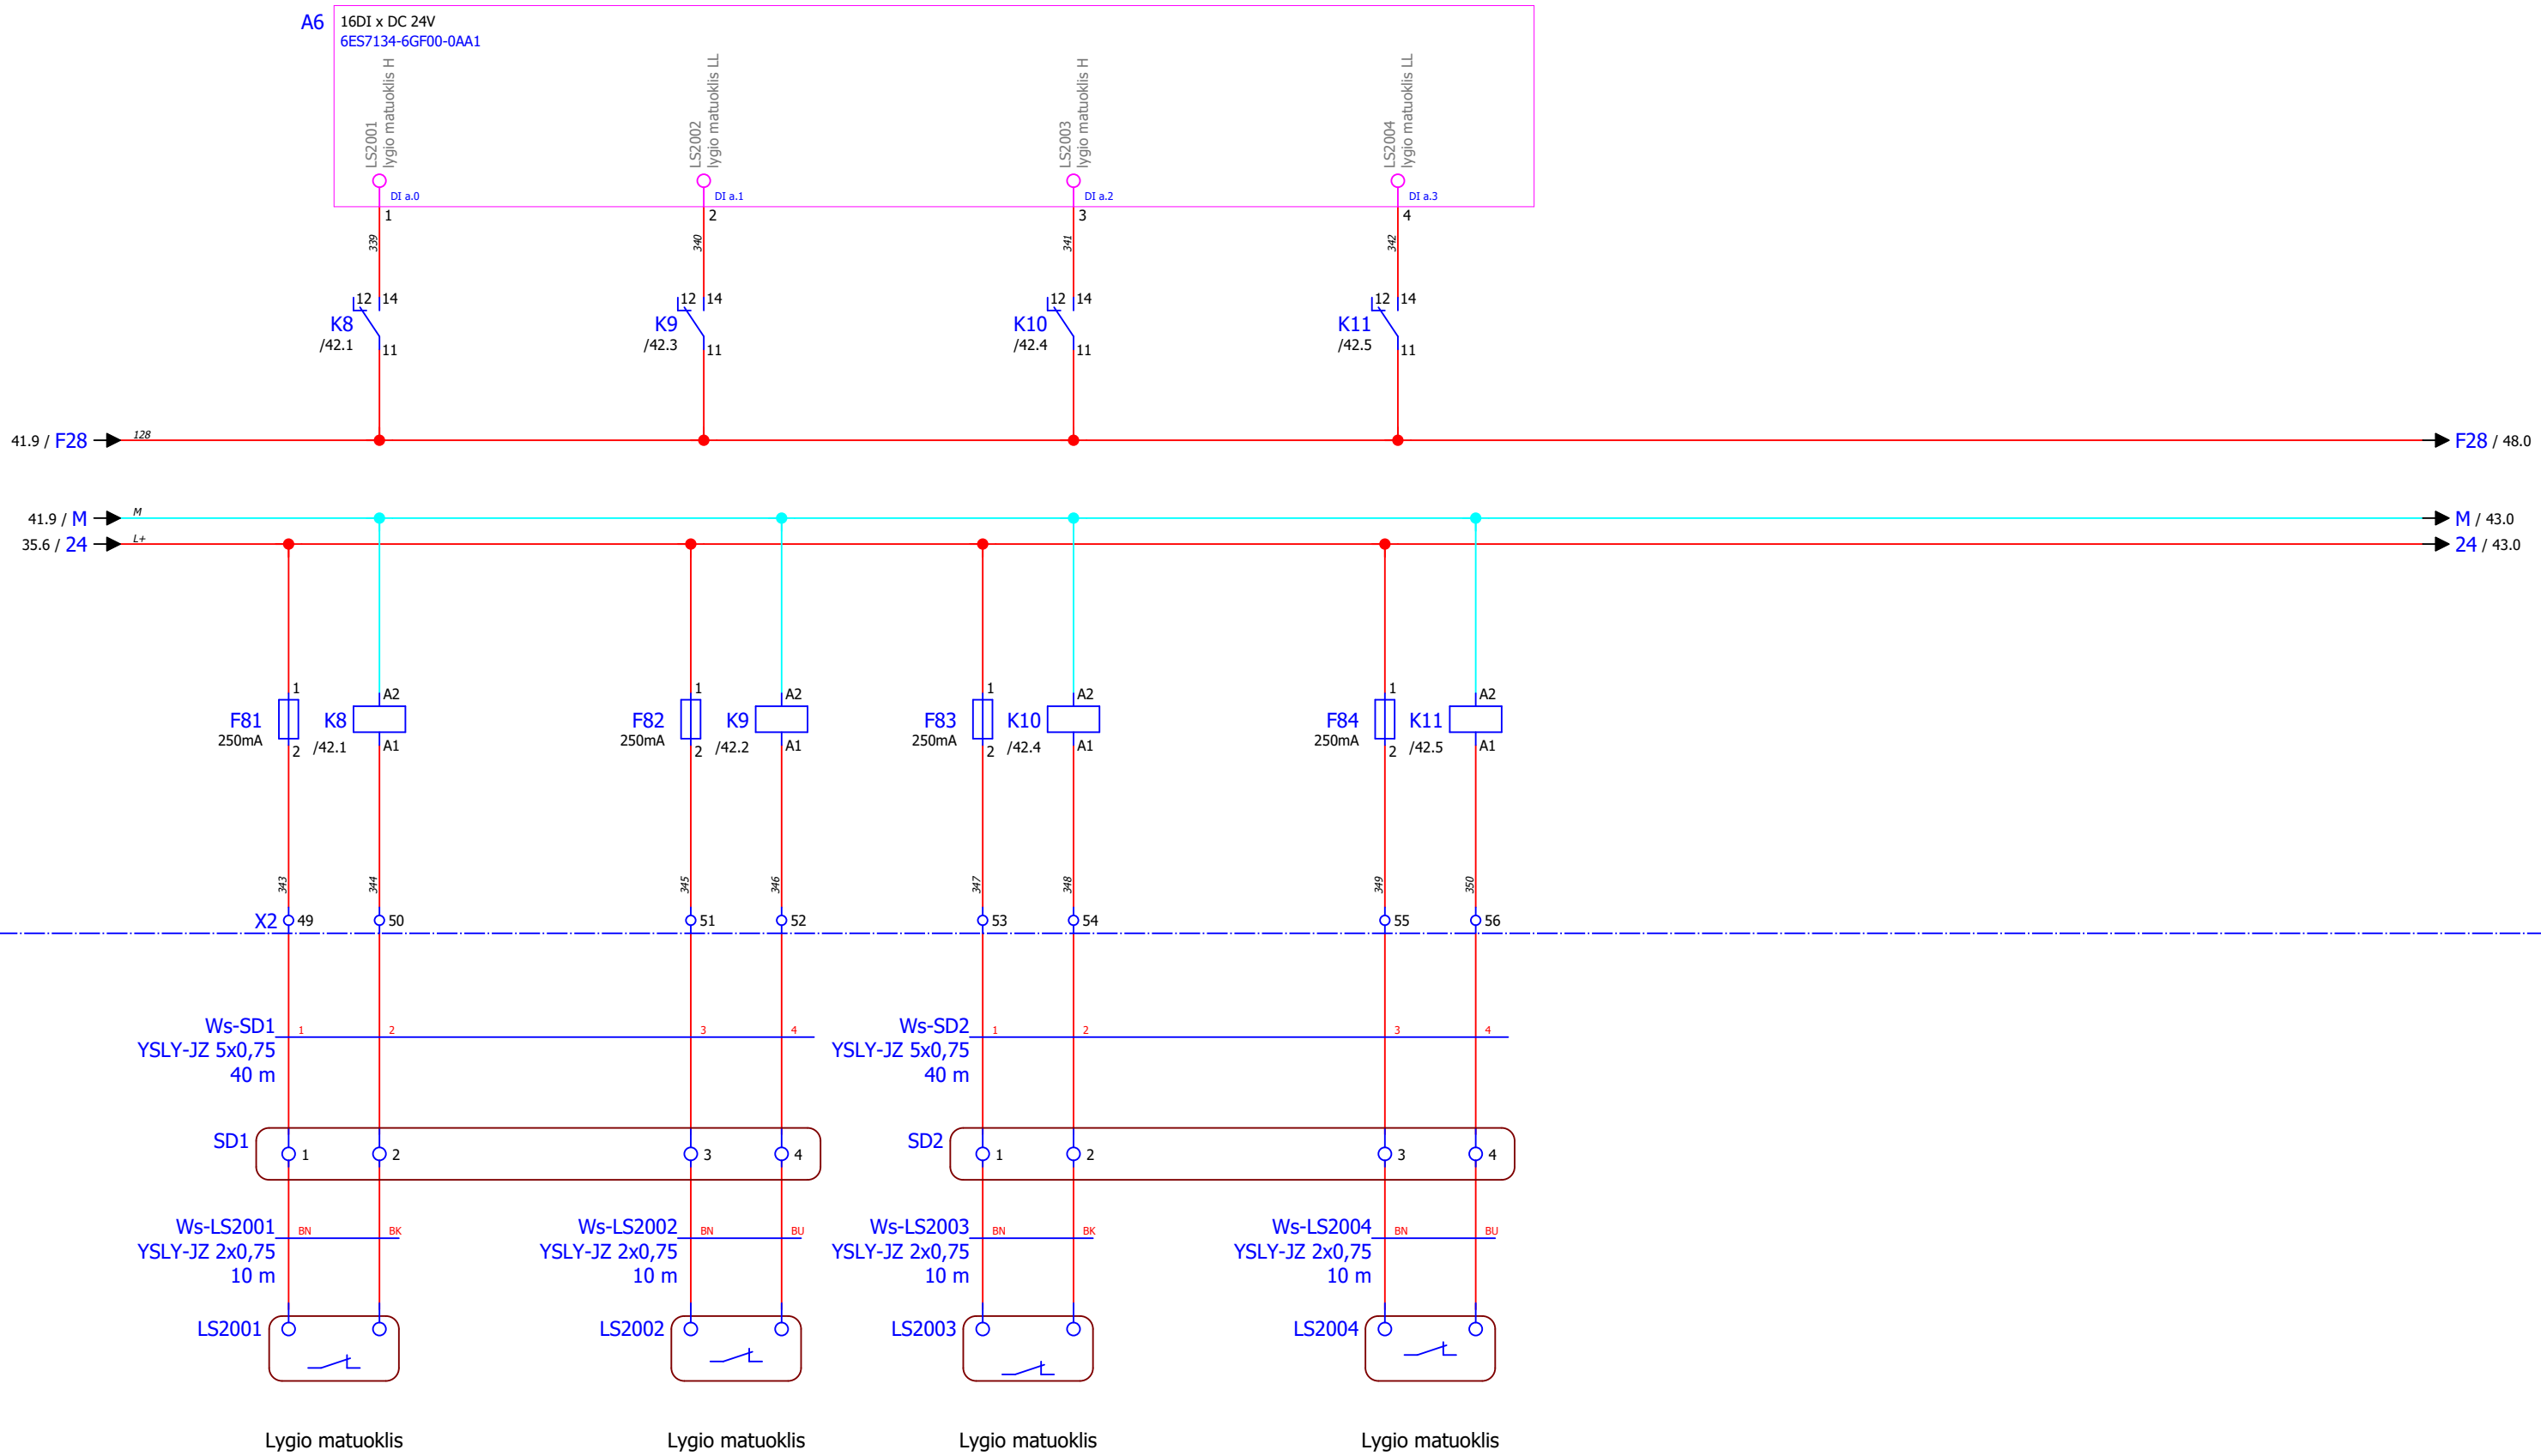 A6
16DI x DC 24V
6ES7134-6GF00-0AA1
LS2001
lygio matuoklis H
LS2002
lygio matuoklis LL
LS2003
lygio matuoklis H
LS2004
lygio matuoklis LL
DI a.0
DI a.1
DI a.2
DI a.3
1
2
3
4
339
340
341
342
12 14
K8
/42.1
11
12 14
K9
/42.3
11
12 14
K10
/42.4
11
12 14
K11
/42.5
11
41.9 / F28
128
F28 / 48.0
41.9 / M
M
M / 43.0
35.6 / 24
L+
24 / 43.0
1
F81
250mA
2
A2
K8
/42.1
A1
1
F82
250mA
2
A2
K9
/42.2
A1
1
F83
250mA
2
A2
K10
/42.4
A1
1
F84
250mA
2
A2
K11
/42.5
A1
343
344
345
346
347
348
349
350
X2
49
50
51
52
53
54
55
56
Ws-SD1
YSLY-JZ 5x0,75
40 m
1
2
3
4
Ws-SD2
YSLY-JZ 5x0,75
40 m
1
2
3
4
SD1
1
2
3
4
SD2
1
2
3
4
Ws-LS2001
YSLY-JZ 2x0,75
10 m
BN
BK
Ws-LS2002
YSLY-JZ 2x0,75
10 m
BN
BU
Ws-LS2003
YSLY-JZ 2x0,75
10 m
BN
BK
Ws-LS2004
YSLY-JZ 2x0,75
10 m
BN
BU
LS2001
LS2002
LS2003
LS2004
Lygio matuoklis
Lygio matuoklis
Lygio matuoklis
Lygio matuoklis